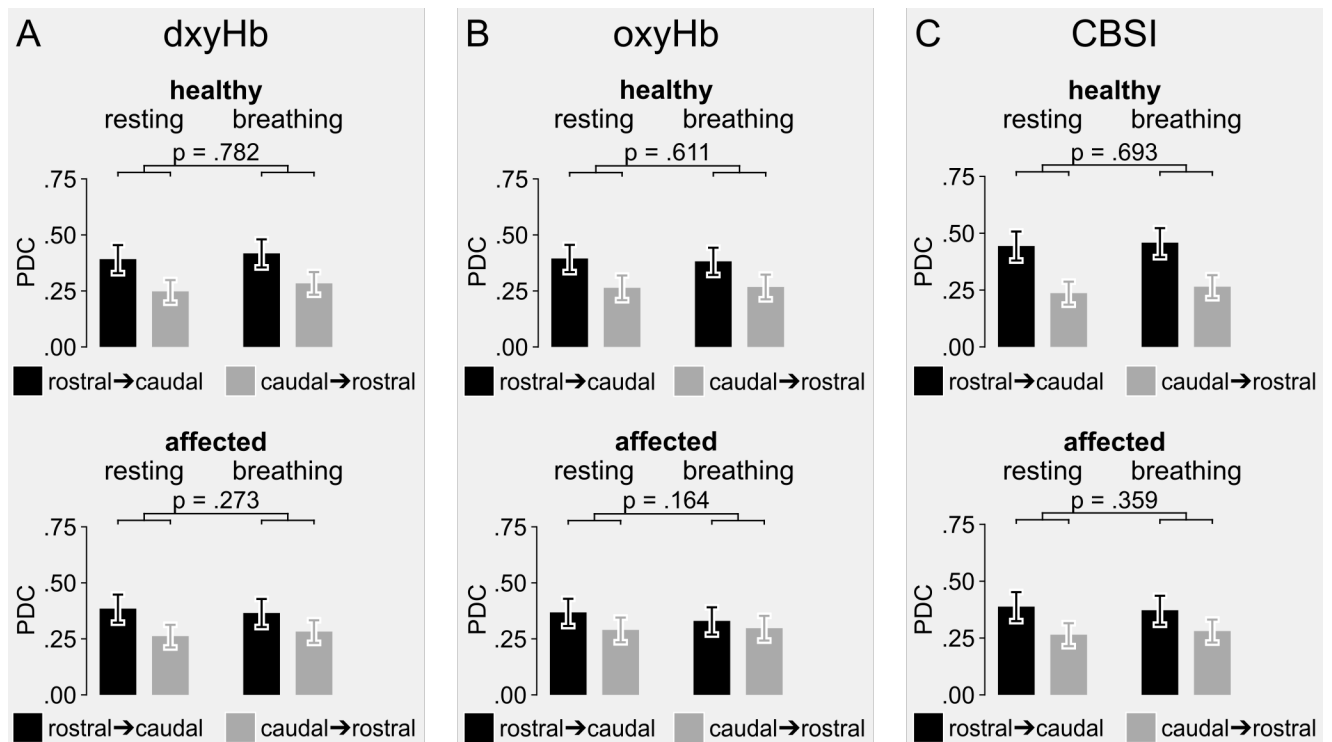 A dxyHb
healthy
resting breathing
p = .782
.75
.50
.25
.00
PDC
rostral➔caudal caudal➔rostral
affected
resting breathing
p = .273
.75
.50
.25
.00
PDC
rostral➔caudal caudal➔rostral
B oxyHb
healthy
resting breathing
p = .611
.75
.50
.25
.00
PDC
rostral➔caudal caudal➔rostral
affected
resting breathing
p = .164
.75
.50
.25
.00
PDC
rostral➔caudal caudal➔rostral
C CBSI
healthy
resting breathing
p = .693
.75
.50
.25
.00
PDC
rostral➔caudal caudal➔rostral
affected
resting breathing
p = .359
.75
.50
.25
.00
PDC
rostral➔caudal caudal➔rostral